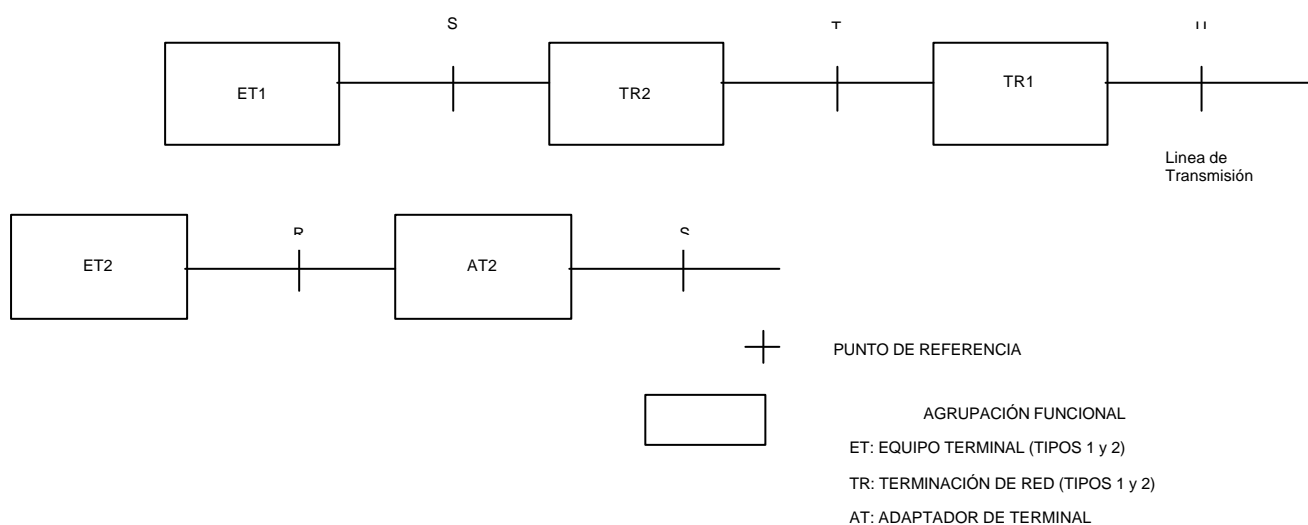 S
ET1
TR2
TR1
Linea de
Transmisión
ET2
AT2
PUNTO DE REFERENCIA
AGRUPACIÓN FUNCIONAL
ET: EQUIPO TERMINAL (TIPOS 1 y 2)
TR: TERMINACIÓN DE RED (TIPOS 1 y 2)
AT: ADAPTADOR DE TERMINAL